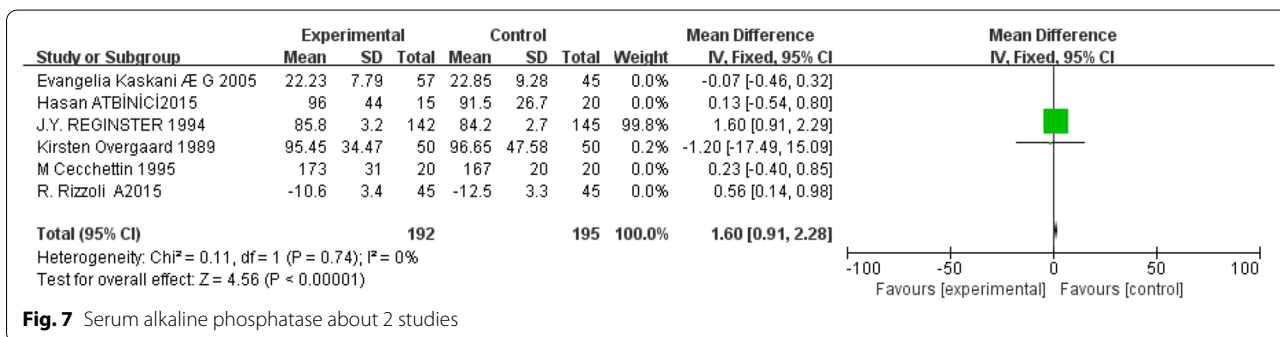 Experimental Control Mean Difference Mean Difference
Study or Subgroup Mean SD Total Mean SD Total Weight IV, Fixed, 95% CI IV, Fixed, 95% CI
Evangelia Kaskani Æ G 2005 22.23 7.79 57 22.85 9.28 45 0.0% -0.07 [-0.46, 0.32]
Hasan ATBİNİCİ2015 96 44 15 91.5 26.7 20 0.0% 0.13 [-0.54, 0.80]
J.Y. REGINSTER 1994 85.8 3.2 142 84.2 2.7 145 99.8% 1.60 [0.91, 2.29]
Kirsten Overgaard 1989 95.45 34.47 50 96.65 47.58 50 0.2% -1.20 [-17.49, 15.09]
M Cecchettin 1995 173 31 20 167 20 20 0.0% 0.23 [-0.40, 0.85]
R. Rizzoli A2015 -10.6 3.4 45 -12.5 3.3 45 0.0% 0.56 [0.14, 0.98]
Total (95% CI) 192 195 100.0% 1.60 [0.91, 2.28]
Heterogeneity: Chi² = 0.11, df = 1 (P = 0.74); I² = 0%
Test for overall effect: Z = 4.56 (P < 0.00001)
-100 -50 0 50 100
Favours [experimental] Favours [control]
Fig. 7 Serum alkaline phosphatase about 2 studies